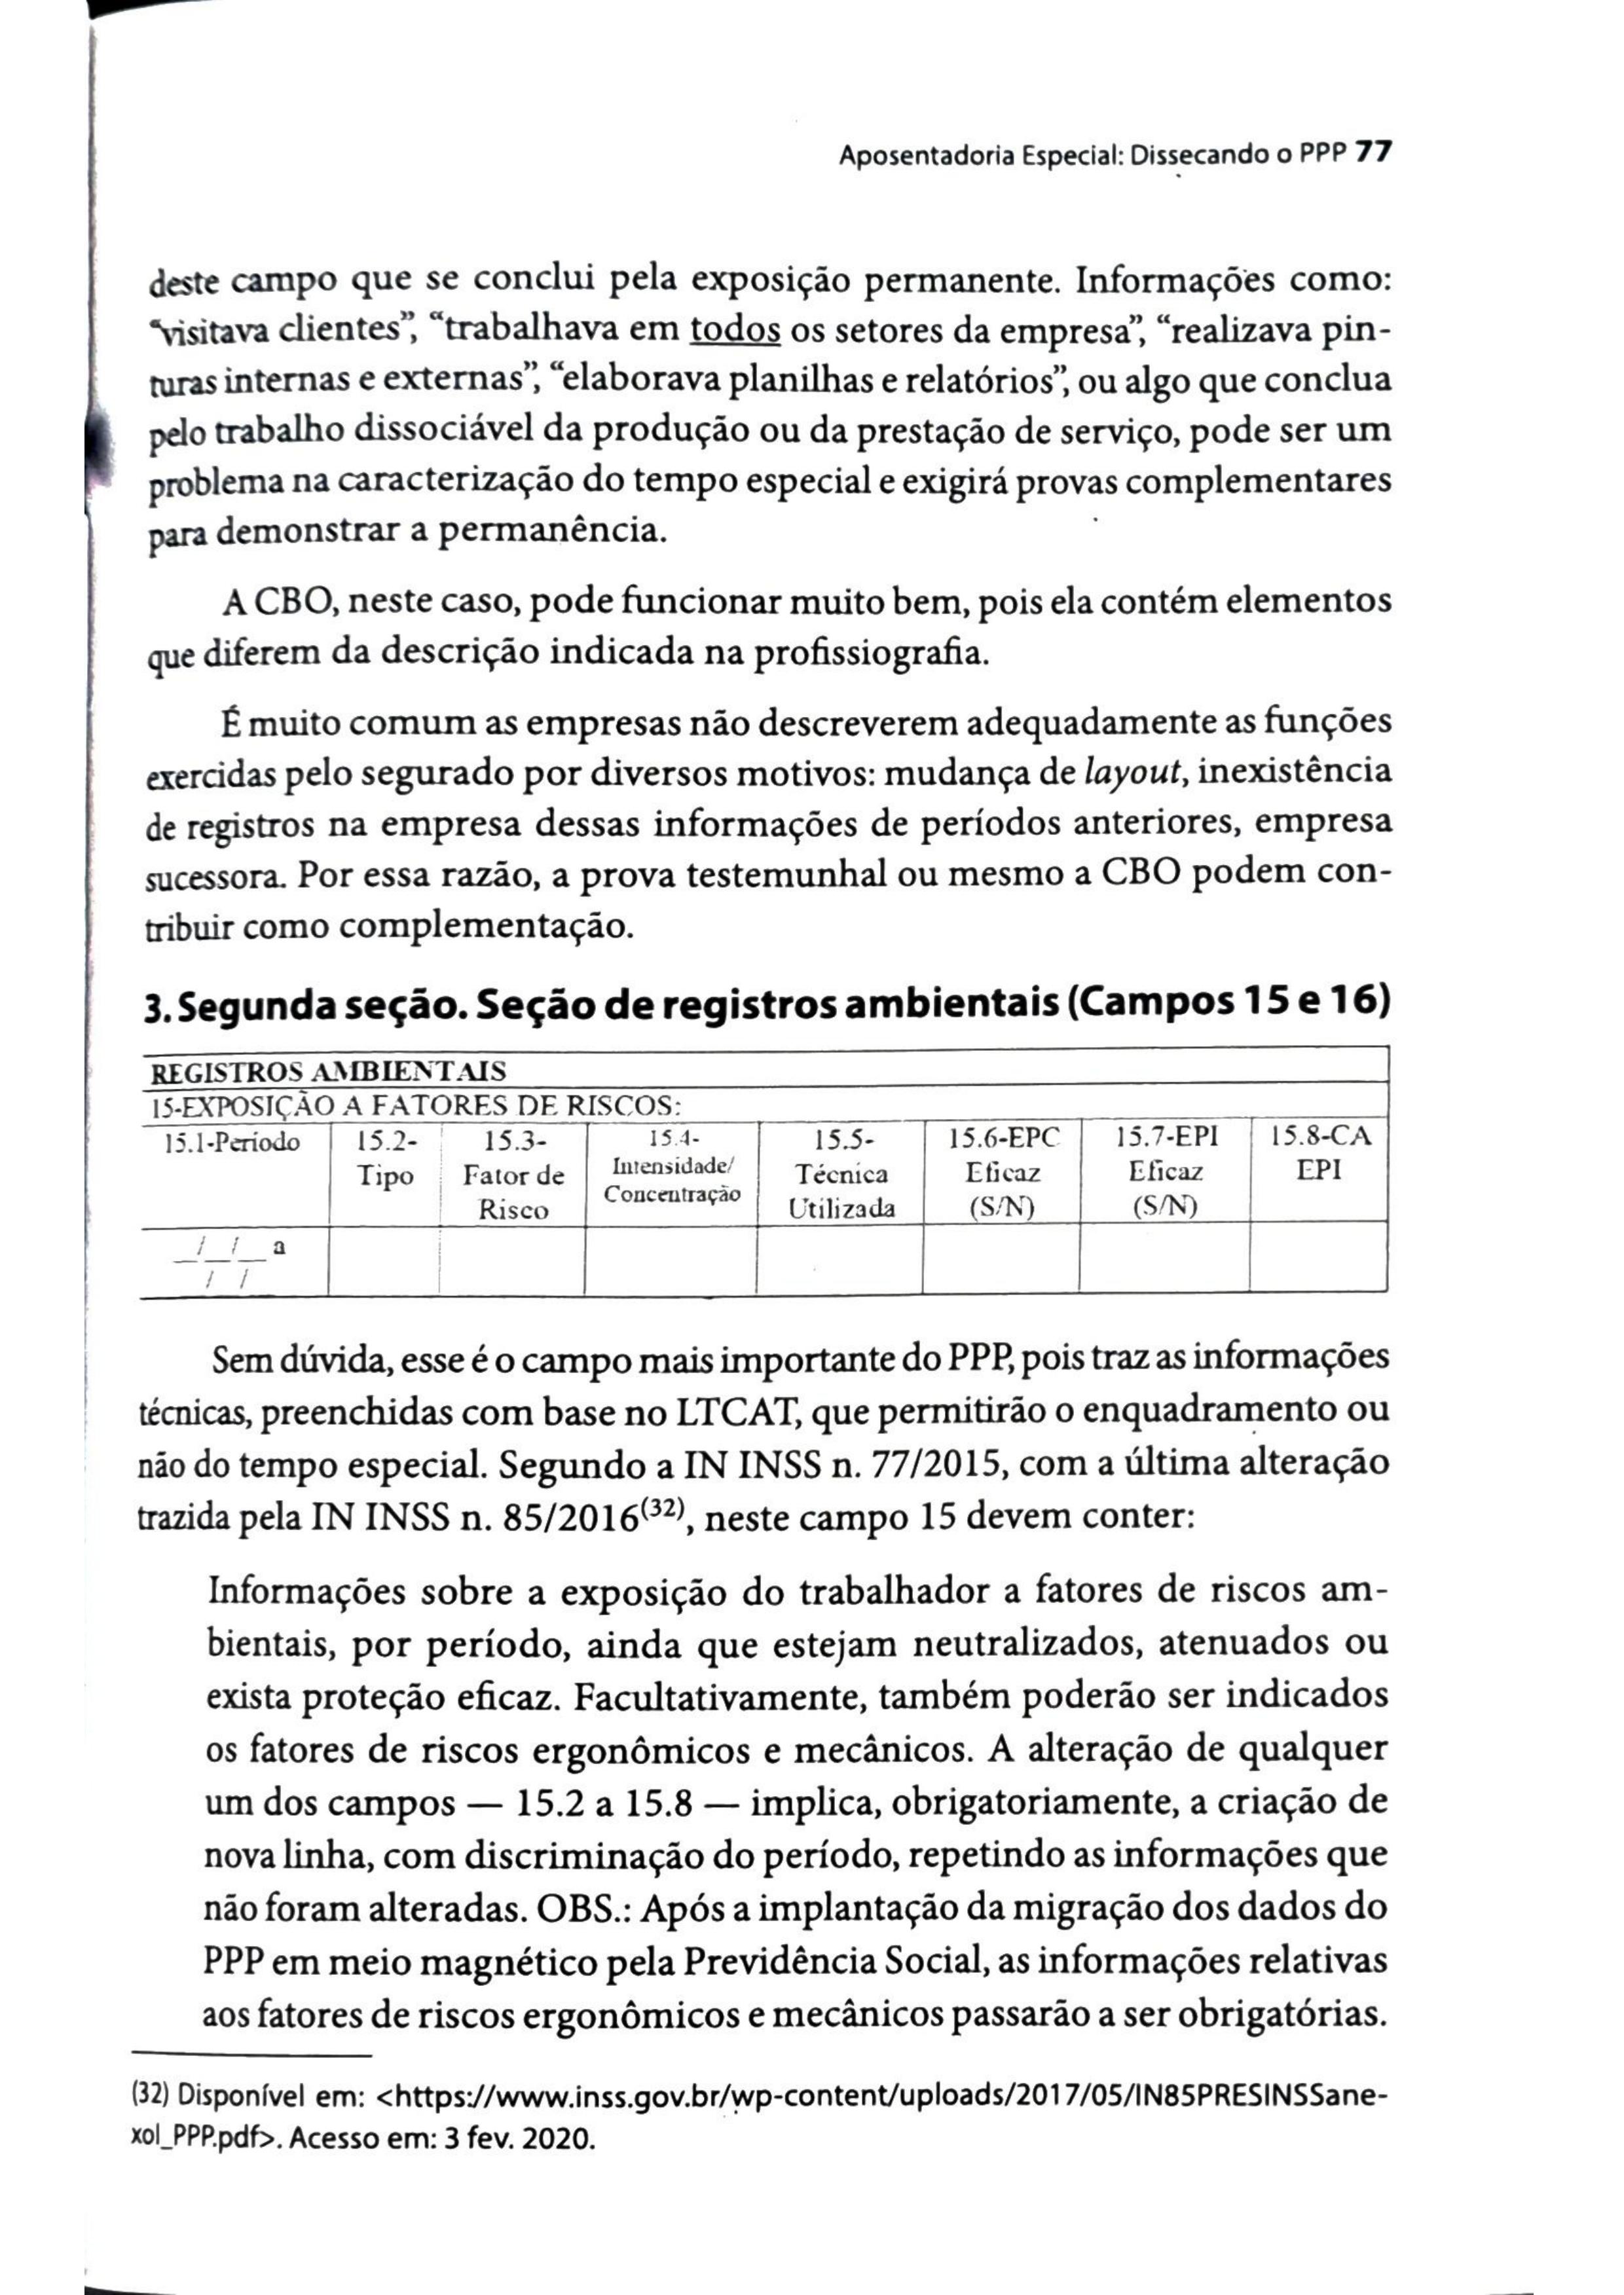 Aposentadoria Especial: Dissecando o PPP 77
deste campo que se conclui pela exposição permanente. Informações como:
“visitava clientes”, “trabalhava em todos os setores da empresa”, “realizava pin-
turas internas e externas”, “elaborava planilhas e relatórios”, ou algo que conclua
pelo trabalho dissociável da produção ou da prestação de serviço, pode ser um
problema na caracterização do tempo especial e exigirá provas complementares
para demonstrar a permanência.
A CBO, neste caso, pode funcionar muito bem, pois ela contém elementos
que diferem da descrição indicada na profissiografia.
É muito comum as empresas não descreverem adequadamente as funções
exercidas pelo segurado por diversos motivos: mudança de layout, inexistência
de registros na empresa dessas informações de períodos anteriores, empresa
sucessora. Por essa razão, a prova testemunhal ou mesmo a CBO podem con-
tribuir como complementação.
3. Segunda seção. Seção de registros ambientais (Campos 15 e 16)
REGISTROS AMBIENTAIS
15-EXPOSIÇÃO A FATORES DE RISCOS:
15.1-Período 15.2- 15.3- 15.4- 15.5- 15.6-EPC 15.7-EPI 15.8-CA
Tipo Fator de Intensidade/ Técnica Eficaz Eficaz EPI
Risco Concentração Utilizada (S/N) (S/N)
__/__/__ a
/ /
Sem dúvida, esse é o campo mais importante do PPP, pois traz as informações
técnicas, preenchidas com base no LTCAT, que permitirão o enquadramento ou
não do tempo especial. Segundo a IN INSS n. 77/2015, com a última alteração
trazida pela IN INSS n. 85/2016(32), neste campo 15 devem conter:
Informações sobre a exposição do trabalhador a fatores de riscos am-
bientais, por período, ainda que estejam neutralizados, atenuados ou
exista proteção eficaz. Facultativamente, também poderão ser indicados
os fatores de riscos ergonômicos e mecânicos. A alteração de qualquer
um dos campos — 15.2 a 15.8 — implica, obrigatoriamente, a criação de
nova linha, com discriminação do período, repetindo as informações que
não foram alteradas. OBS.: Após a implantação da migração dos dados do
PPP em meio magnético pela Previdência Social, as informações relativas
aos fatores de riscos ergonômicos e mecânicos passarão a ser obrigatórias.
(32) Disponível em: <https://www.inss.gov.br/wp-content/uploads/2017/05/IN85PRESINSSane-
xoI_PPP.pdf>. Acesso em: 3 fev. 2020.